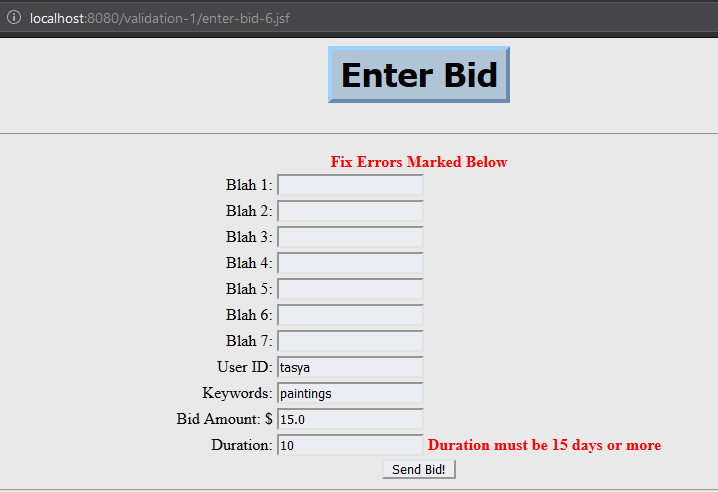 localhost:8080/validation-1/enter-bid-6.jsf
Enter Bid
Fix Errors Marked Below
Blah 1:
Blah 2:
Blah 3:
Blah 4:
Blah 5:
Blah 6:
Blah 7:
User ID: tasya
Keywords: paintings
Bid Amount: $ 15.0
Duration: 10 Duration must be 15 days or more
Send Bid!